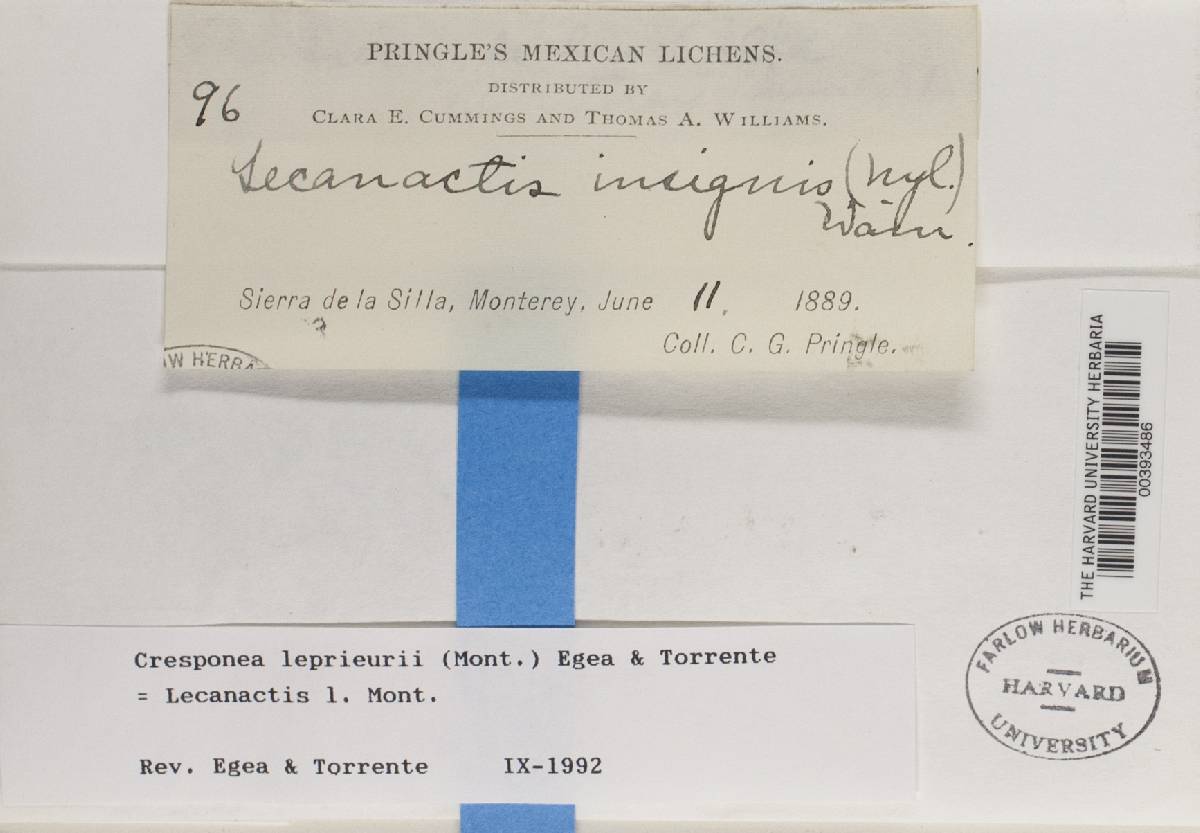 PRINGLE'S MEXICAN LICHENS.
DISTRIBUTED BY
96
CLARA E. CUMMINGS AND THOMAS A. WILLIAMS.
Lecanactis insignis (Nyl.)
Wain.
Sierra de la Silla, Monterey, June 11, 1889.
Coll. C. G. Pringle.
OW HERBA
THE HARVARD UNIVERSITY HERBARIA
00393486
Cresponea leprieurii (Mont.) Egea & Torrente
= Lecanactis l. Mont.
Rev. Egea & Torrente IX-1992
FARLOW HERBARIUM
HARVARD
UNIVERSITY